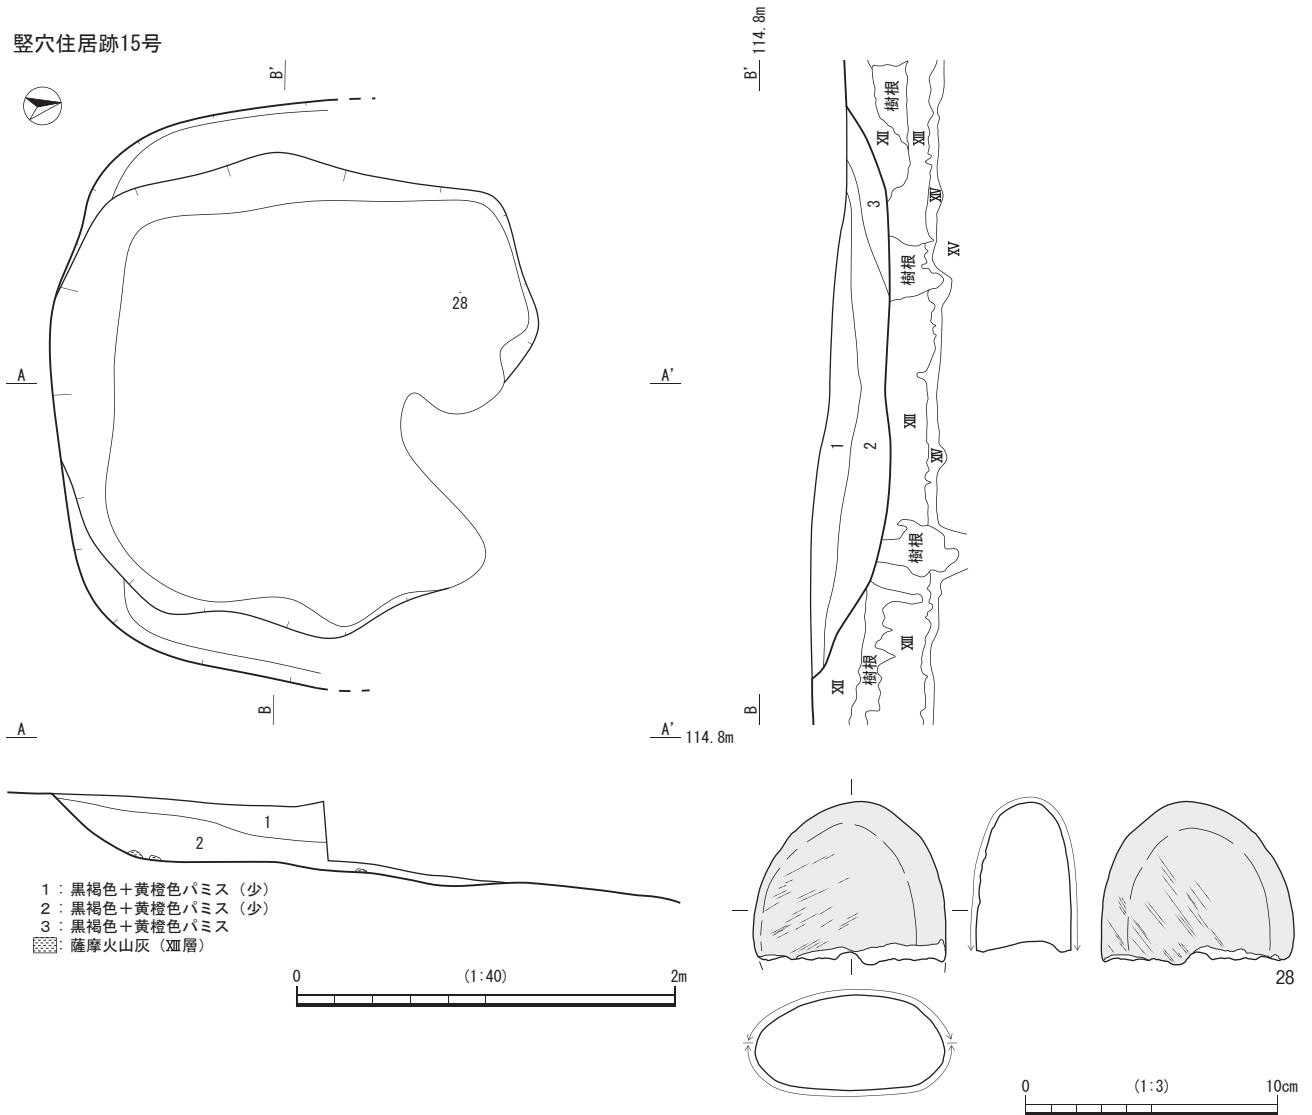 竪穴住居跡15号
B'
28
A
A'
B
A
A' 114.8m
1
2
1：黒褐色＋黄橙色パミス（少）
2：黒褐色＋黄橙色パミス（少）
3：黒褐色＋黄橙色パミス
：薩摩火山灰（ⅩⅢ層）
0 (1:40) 2m
B' 114.8m
樹根
ⅩⅡ
ⅩⅢ
3
ⅩⅣ
ⅩⅤ
樹根
1
2
ⅩⅢ
ⅩⅣ
樹根
ⅩⅢ
樹根
ⅩⅡ
B
28
0 (1:3) 10cm